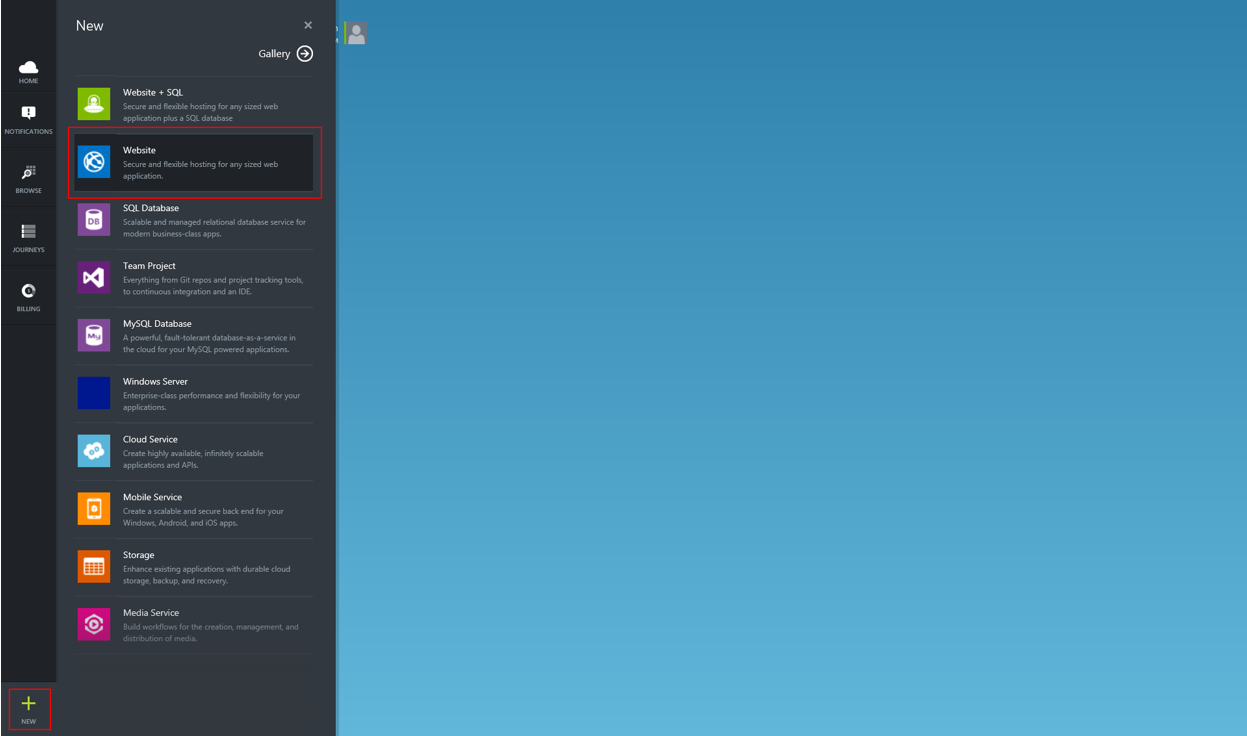 New
Gallery
HOME
NOTIFICATIONS
BROWSE
JOURNEYS
BILLING
NEW
Website + SQL
Secure and flexible hosting for any sized web
application plus a SQL database
Website
Secure and flexible hosting for any sized web
application.
SQL Database
DB
Scalable and managed relational database service for
modern business-class apps.
Team Project
Everything from Git repos and project tracking tools,
to continuous integration and an IDE.
MySQL Database
My
A powerful, fault-tolerant database-as-a-service in
the cloud for your MySQL powered applications.
Windows Server
Enterprise-class performance and flexibility for your
applications.
Cloud Service
Create highly available, infinitely scalable
applications and APIs.
Mobile Service
Create a scalable and secure back end for your
Windows, Android, and iOS apps.
Storage
Enhance existing applications with durable cloud
storage, backup, and recovery.
Media Service
Build workflows for the creation, management, and
distribution of media.